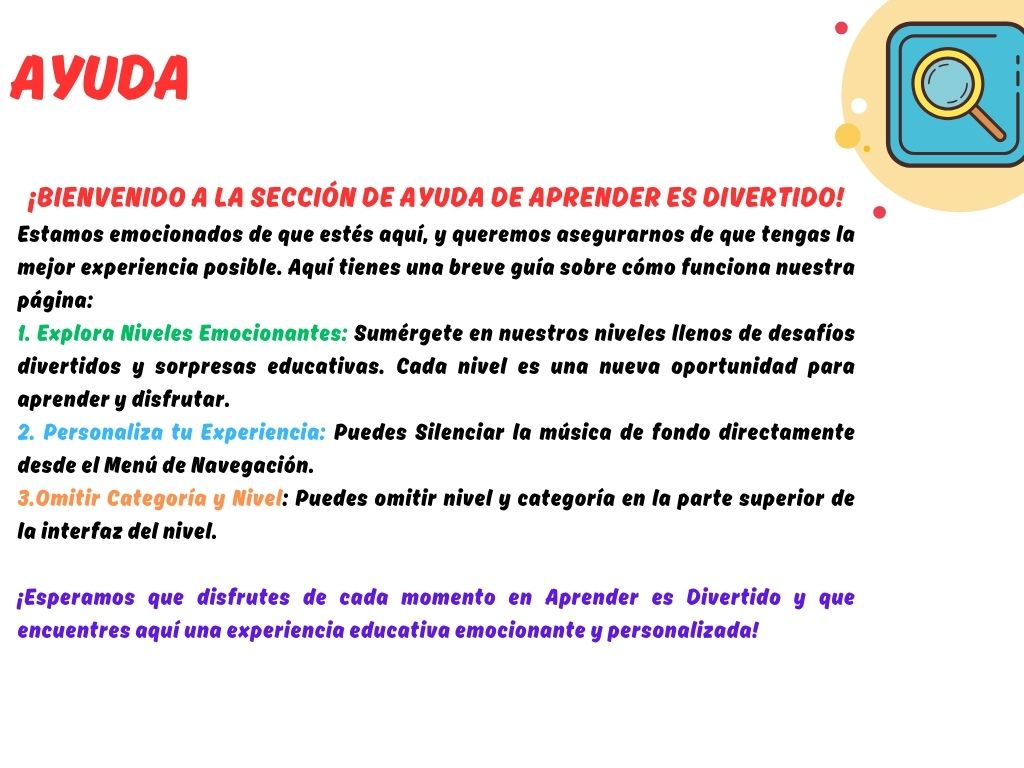 AYUDA
¡BIENVENIDO A LA SECCIÓN DE AYUDA DE APRENDER ES DIVERTIDO!
Estamos emocionados de que estés aquí, y queremos asegurarnos de que tengas la
mejor experiencia posible. Aquí tienes una breve guía sobre cómo funciona nuestra
página:
1. Explora Niveles Emocionantes: Sumérgete en nuestros niveles llenos de desafíos
divertidos y sorpresas educativas. Cada nivel es una nueva oportunidad para
aprender y disfrutar.
2. Personaliza tu Experiencia: Puedes Silenciar la música de fondo directamente
desde el Menú de Navegación.
3.Omitir Categoría y Nivel: Puedes omitir nivel y categoría en la parte superior de
la interfaz del nivel.
¡Esperamos que disfrutes de cada momento en Aprender es Divertido y que
encuentres aquí una experiencia educativa emocionante y personalizada!